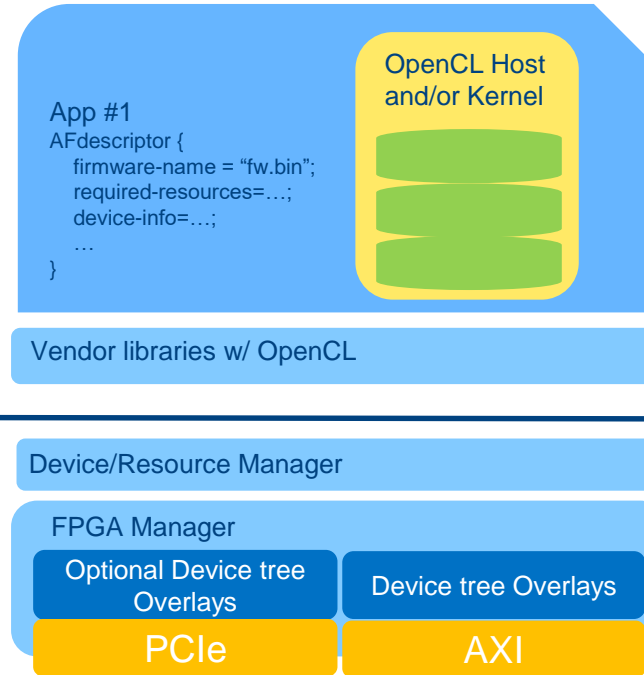 OpenCL Host
and/or Kernel
App #1
AFdescriptor {
firmware-name = “fw.bin”;
required-resources=…;
device-info=…;
…
}
Vendor libraries w/ OpenCL
Device/Resource Manager
FPGA Manager
Optional Device tree
Overlays
Device tree Overlays
PCIe
AXI